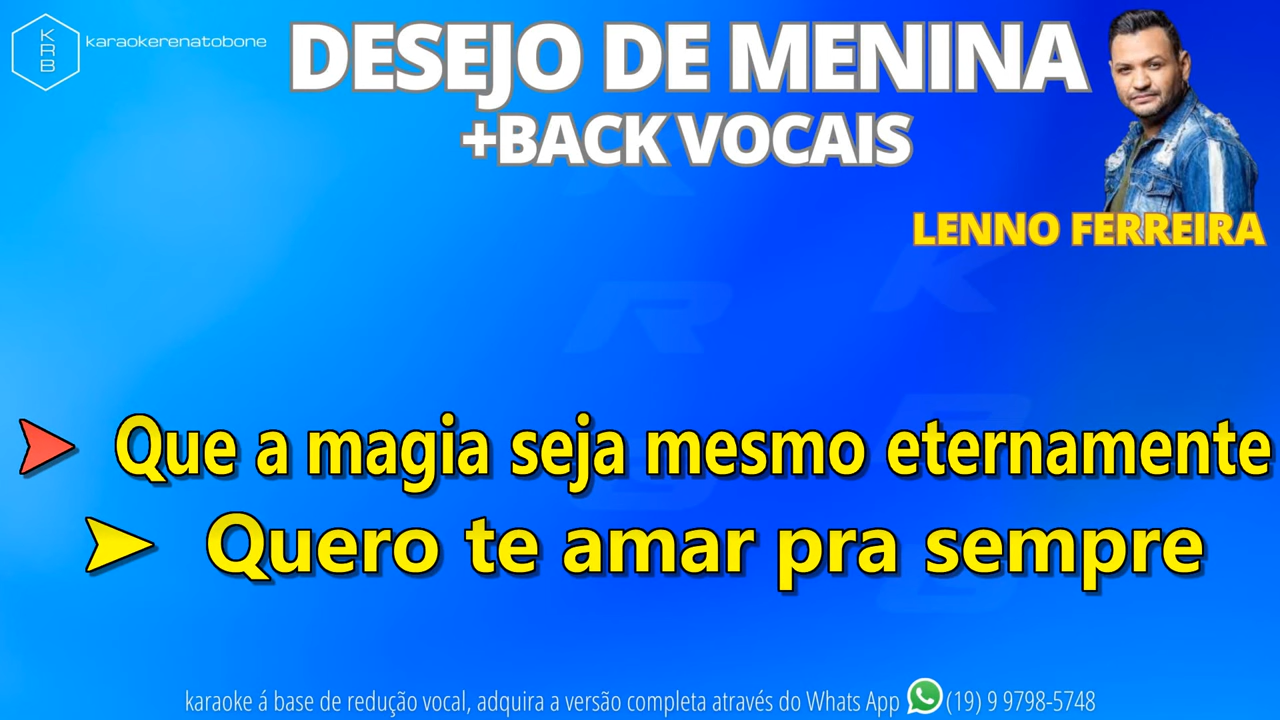 KRB
karaokerenatobone
DESEJO DE MENINA
+BACK VOCAIS
LENNO FERREIRA
K
R
K
B
S
B
Que a magia seja mesmo eternamente
Quero te amar pra sempre
karaoke á base de redução vocal, adquira a versão completa através do Whats App (19) 9 9798-5748